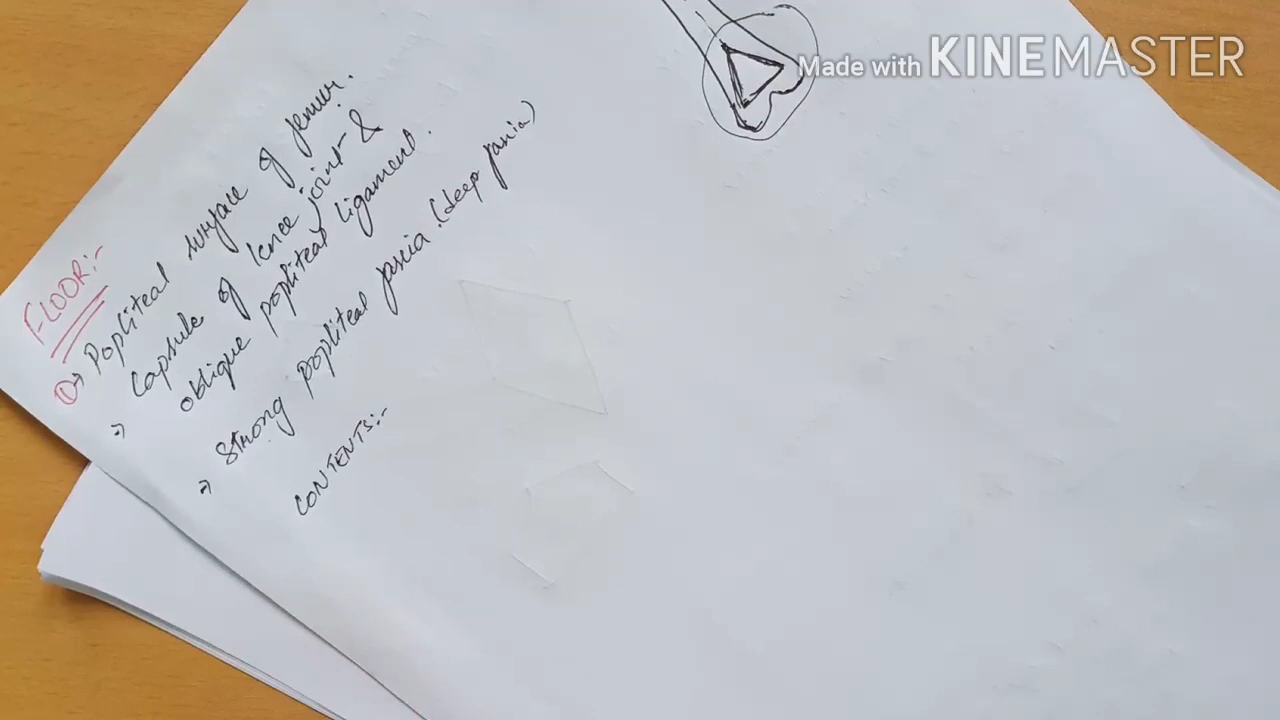 FLOOR:-
① → Popliteal surface of femur.
⇒ Capsule of knee joint &
oblique popliteal ligament.
⇒ Strong popliteal fascia. (deep fascia)
CONTENTS:-
Made with KINEMASTER